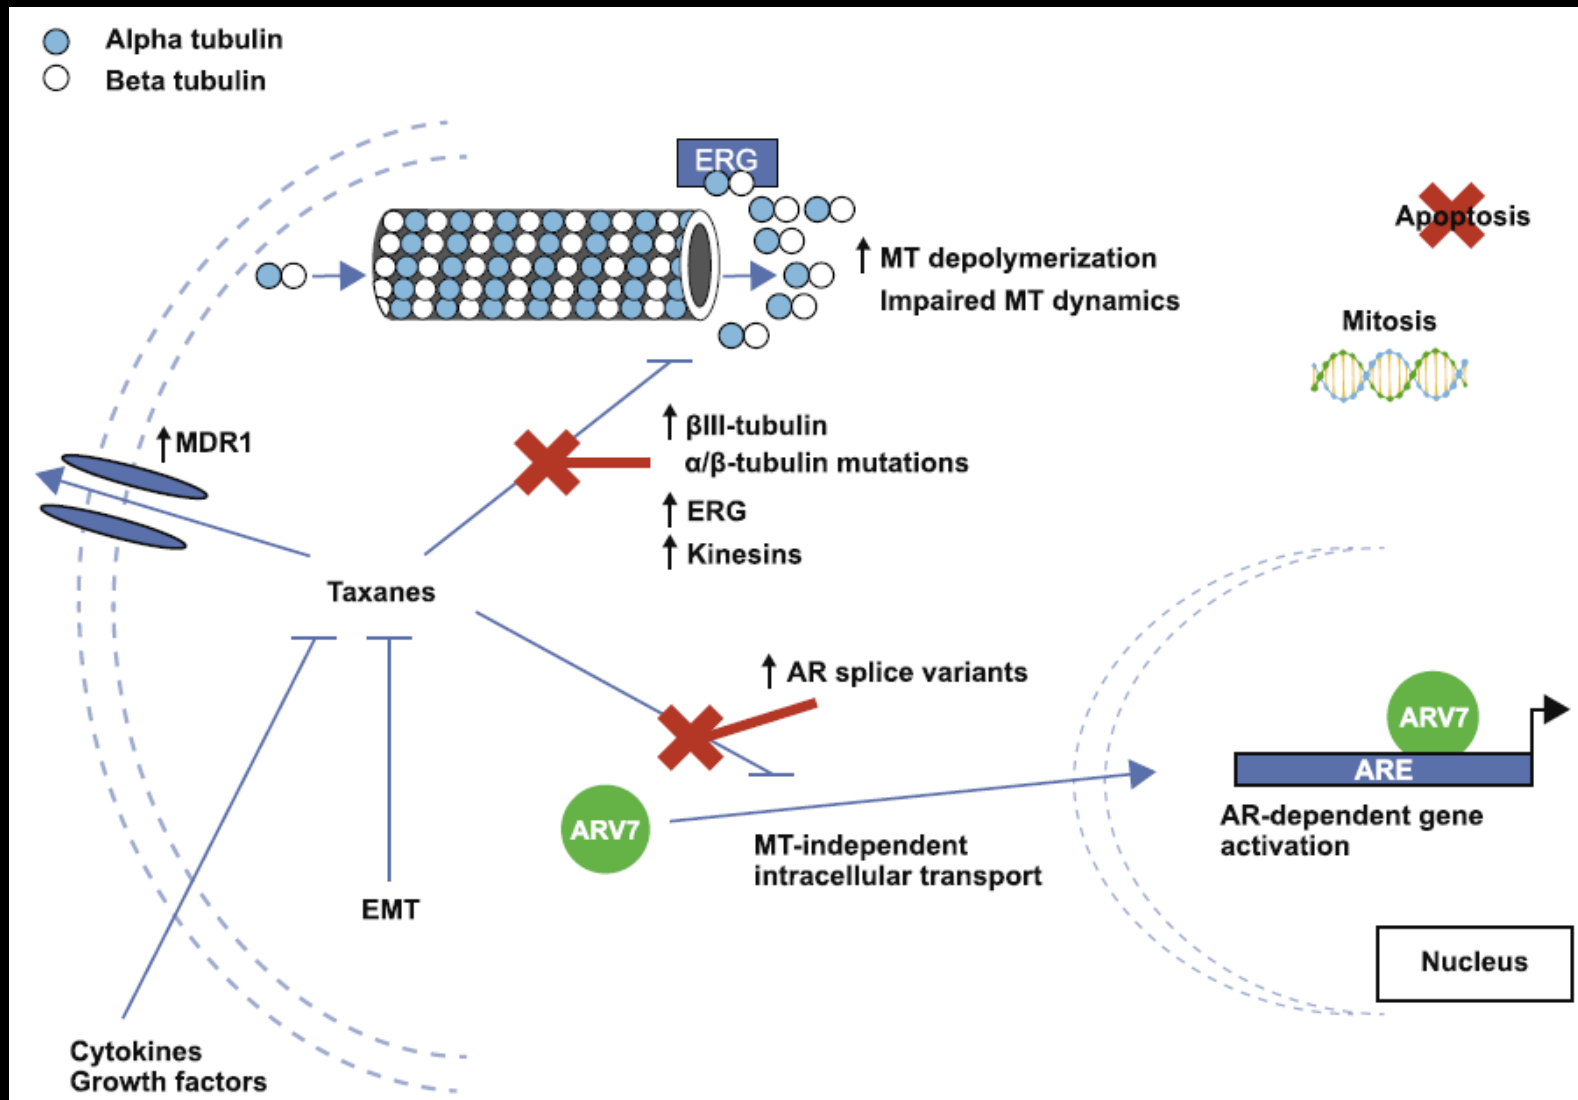 Alpha tubulin
Beta tubulin
ERG
Apoptosis
↑ MT depolymerization
Impaired MT dynamics
Mitosis
↑ MDR1
↑ βIII-tubulin
α/β-tubulin mutations
↑ ERG
↑ Kinesins
Taxanes
↑ AR splice variants
ARV7
ARE
ARV7
AR-dependent gene
activation
MT-independent
intracellular transport
EMT
Nucleus
Cytokines
Growth factors